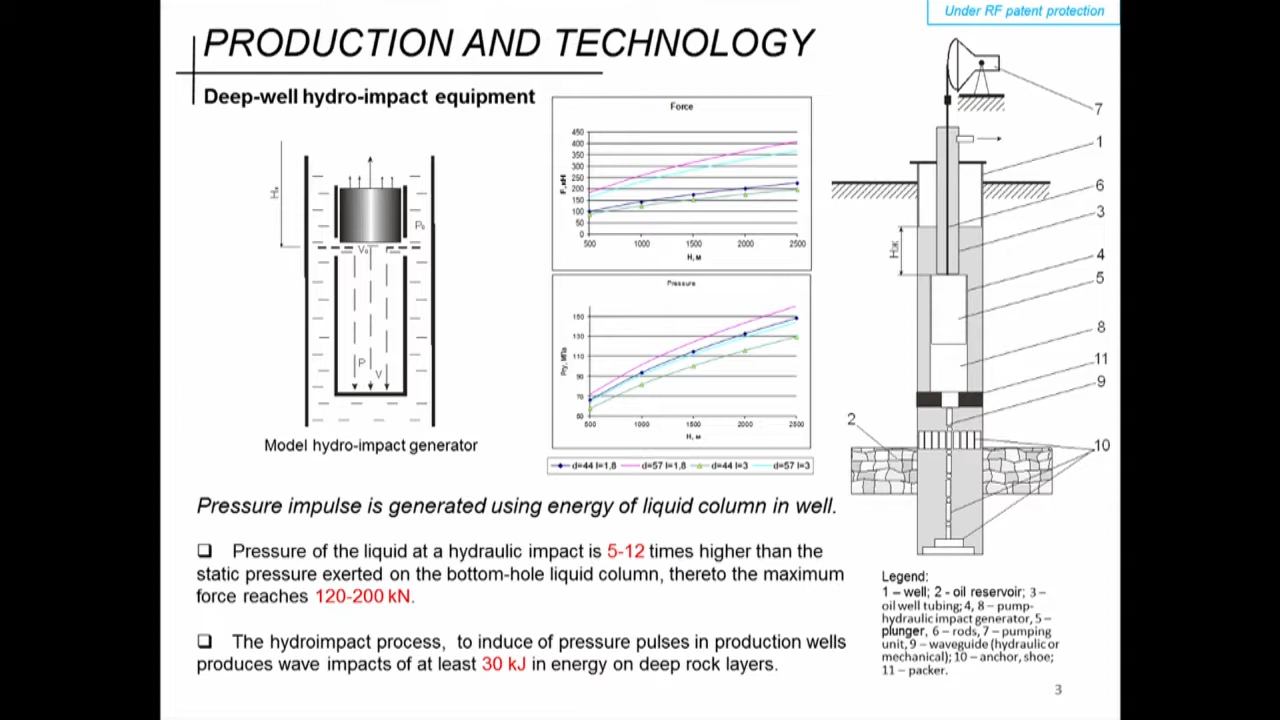 Under RF patent protection
PRODUCTION AND TECHNOLOGY
Deep-well hydro-impact equipment
P
V
Model hydro-impact generator
Force
450
400
350
300
250
200
150
100
50
0
500 1000 1500 2000 2500
H, м
Pressure
150
130
110
90
70
50
500 1000 1500 2000 2500
H, м
d=44 l=1,8 d=57 l=1,8 d=44 l=3 d=57 l=3
7
1
6
3
4
5
8
11
9
2
10
Pressure impulse is generated using energy of liquid column in well.
Pressure of the liquid at a hydraulic impact is 5-12 times higher than the
static pressure exerted on the bottom-hole liquid column, thereto the maximum
force reaches 120-200 kN.
The hydroimpact process, to induce of pressure pulses in production wells
produces wave impacts of at least 30 kJ in energy on deep rock layers.
Legend:
1 – well; 2 - oil reservoir; 3 –
oil well tubing; 4, 8 – pump-
hydraulic impact generator, 5 –
plunger, 6 – rods, 7 – pumping
unit, 9 – waveguide (hydraulic or
mechanical); 10 – anchor, shoe;
11 – packer.
3